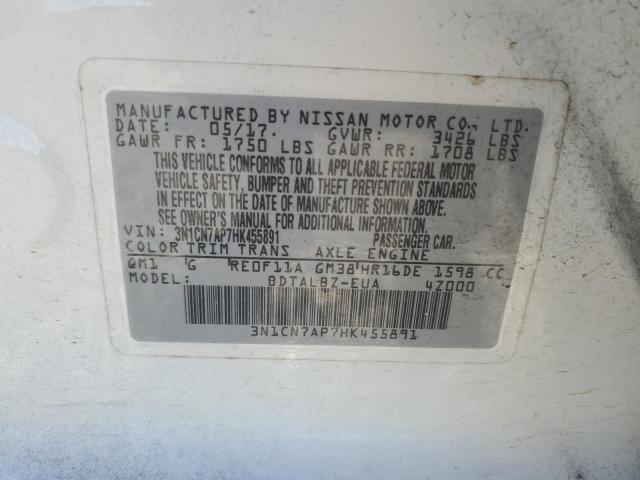 MANUFACTURED BY NISSAN MOTOR CO., LTD.
DATE: 05/17. GVWR: 3426 LBS
GAWR FR: 1750 LBS GAWR RR: 1708 LBS
THIS VEHICLE CONFORMS TO ALL APPLICABLE FEDERAL MOTOR
VEHICLE SAFETY, BUMPER AND THEFT PREVENTION STANDARDS
IN EFFECT ON THE DATE OF MANUFACTURE SHOWN ABOVE.
SEE OWNER'S MANUAL FOR ADDITIONAL INFORMATION.
VIN: 3N1CN7AP7HK455891 PASSENGER CAR.
COLOR TRIM TRANS AXLE ENGINE
QM1 G RE0F11A GM38 HR16DE 1598 CC
MODEL: BDTALBZ-EUA 4Z000
3N1CN7AP7HK455891